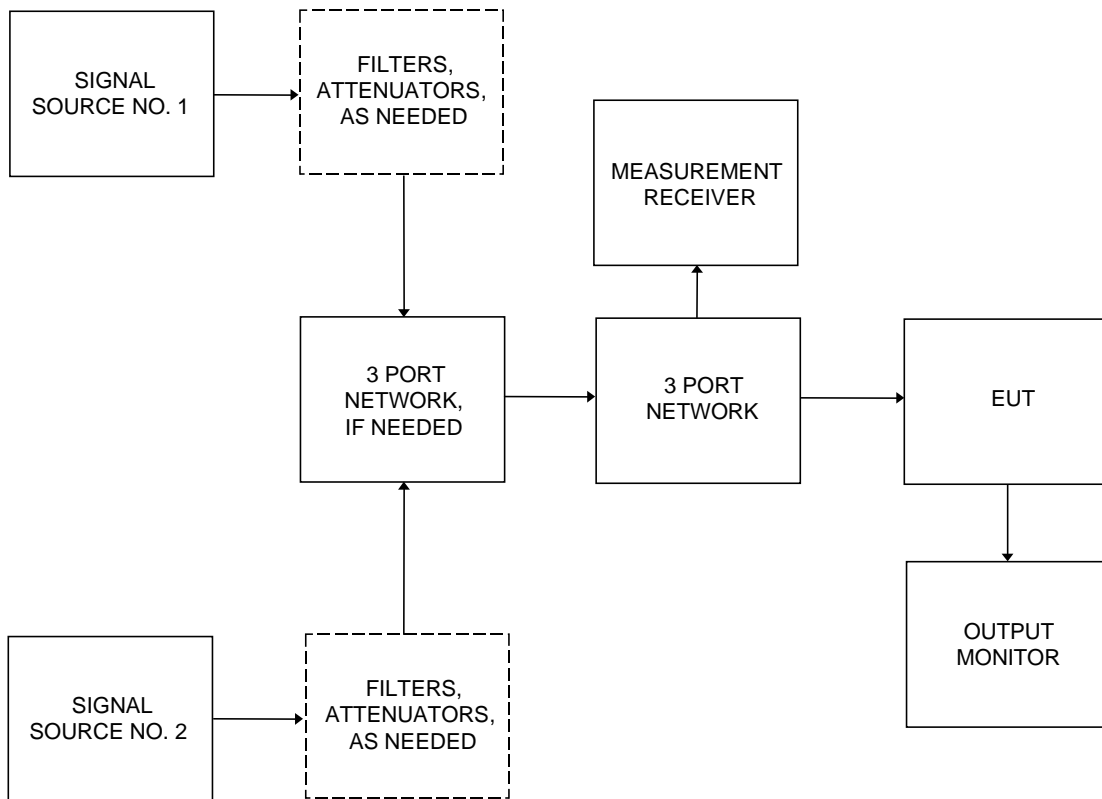 SIGNAL
SOURCE NO. 1
FILTERS,
ATTENUATORS,
AS NEEDED
MEASUREMENT
RECEIVER
3 PORT
NETWORK,
IF NEEDED
3 PORT
NETWORK
EUT
OUTPUT
MONITOR
SIGNAL
SOURCE NO. 2
FILTERS,
ATTENUATORS,
AS NEEDED